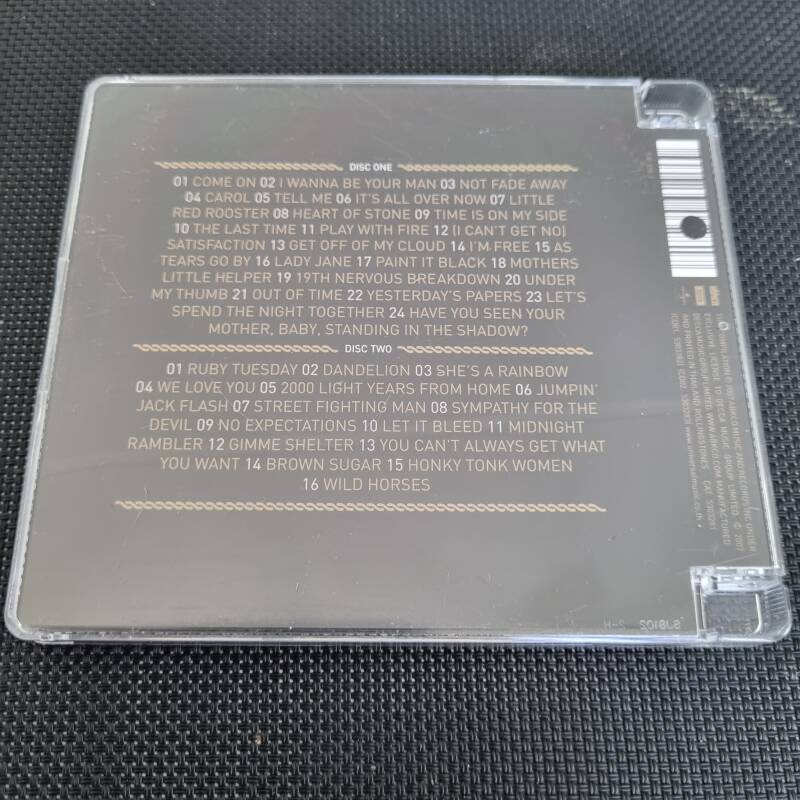 DISC ONE
01 COME ON 02 I WANNA BE YOUR MAN 03 NOT FADE AWAY
04 CAROL 05 TELL ME 06 IT'S ALL OVER NOW 07 LITTLE
RED ROOSTER 08 HEART OF STONE 09 TIME IS ON MY SIDE
10 THE LAST TIME 11 PLAY WITH FIRE 12 (I CAN'T GET NO)
SATISFACTION 13 GET OFF OF MY CLOUD 14 I'M FREE 15 AS
TEARS GO BY 16 LADY JANE 17 PAINT IT BLACK 18 MOTHERS
LITTLE HELPER 19 19TH NERVOUS BREAKDOWN 20 UNDER
MY THUMB 21 OUT OF TIME 22 YESTERDAY'S PAPERS 23 LET'S
SPEND THE NIGHT TOGETHER 24 HAVE YOU SEEN YOUR
MOTHER, BABY, STANDING IN THE SHADOW?
DISC TWO
01 RUBY TUESDAY 02 DANDELION 03 SHE'S A RAINBOW
04 WE LOVE YOU 05 2000 LIGHT YEARS FROM HOME 06 JUMPIN'
JACK FLASH 07 STREET FIGHTING MAN 08 SYMPATHY FOR THE
DEVIL 09 NO EXPECTATIONS 10 LET IT BLEED 11 MIDNIGHT
RAMBLER 12 GIMME SHELTER 13 YOU CAN'T ALWAYS GET WHAT
YOU WANT 14 BROWN SUGAR 15 HONKY TONK WOMEN
16 WILD HORSES